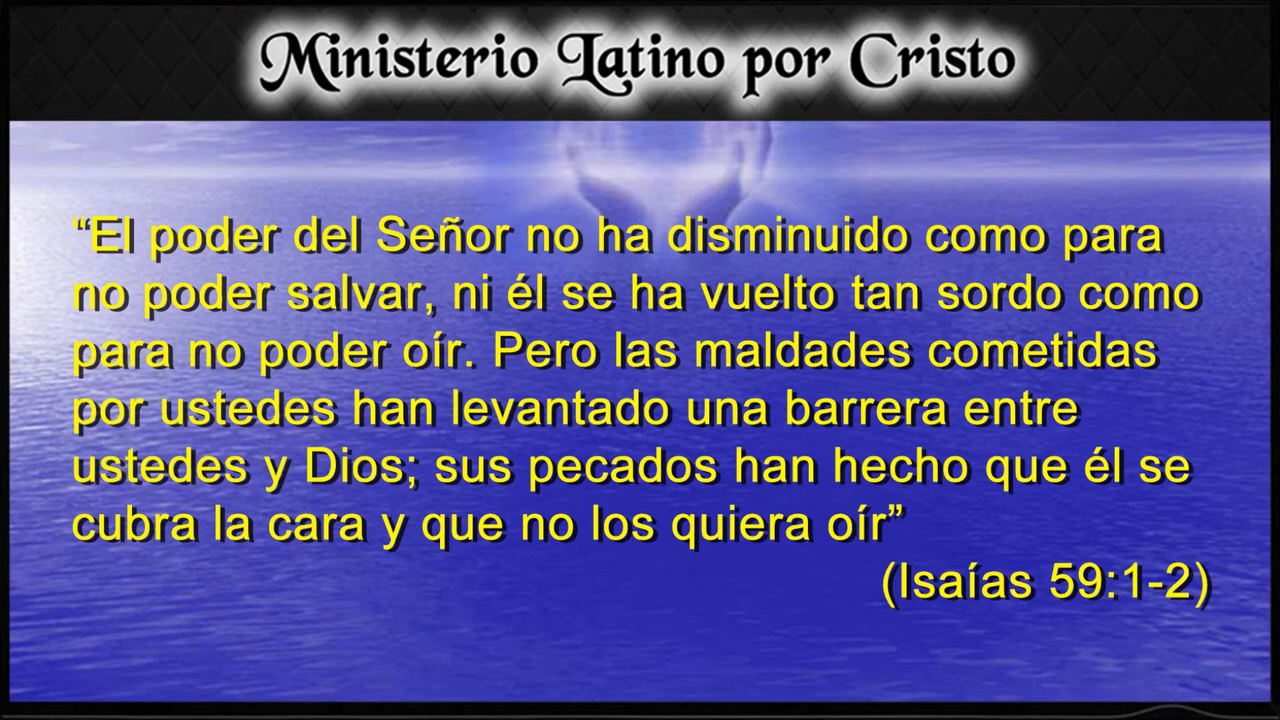 Ministerio Latino por Cristo
“El poder del Señor no ha disminuido como para
no poder salvar, ni él se ha vuelto tan sordo como
para no poder oír. Pero las maldades cometidas
por ustedes han levantado una barrera entre
ustedes y Dios; sus pecados han hecho que él se
cubra la cara y que no los quiera oír”
(Isaías 59:1-2)